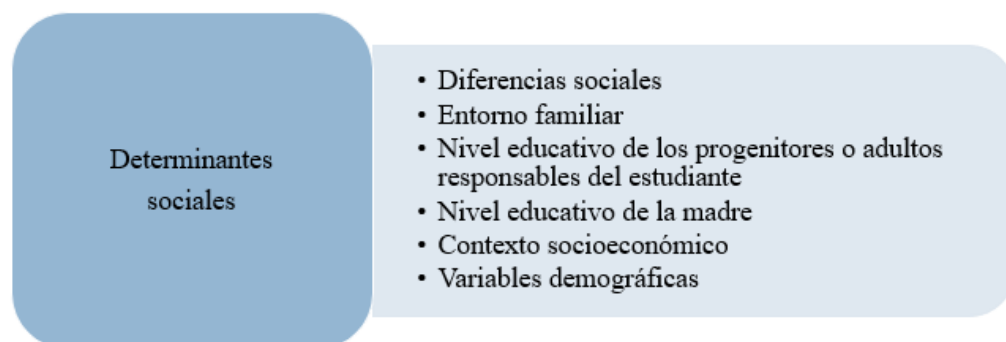 Determinantes
sociales
• Diferencias sociales
• Entorno familiar
• Nivel educativo de los progenitores o adultos
responsables del estudiante
• Nivel educativo de la madre
• Contexto socioeconómico
• Variables demográficas